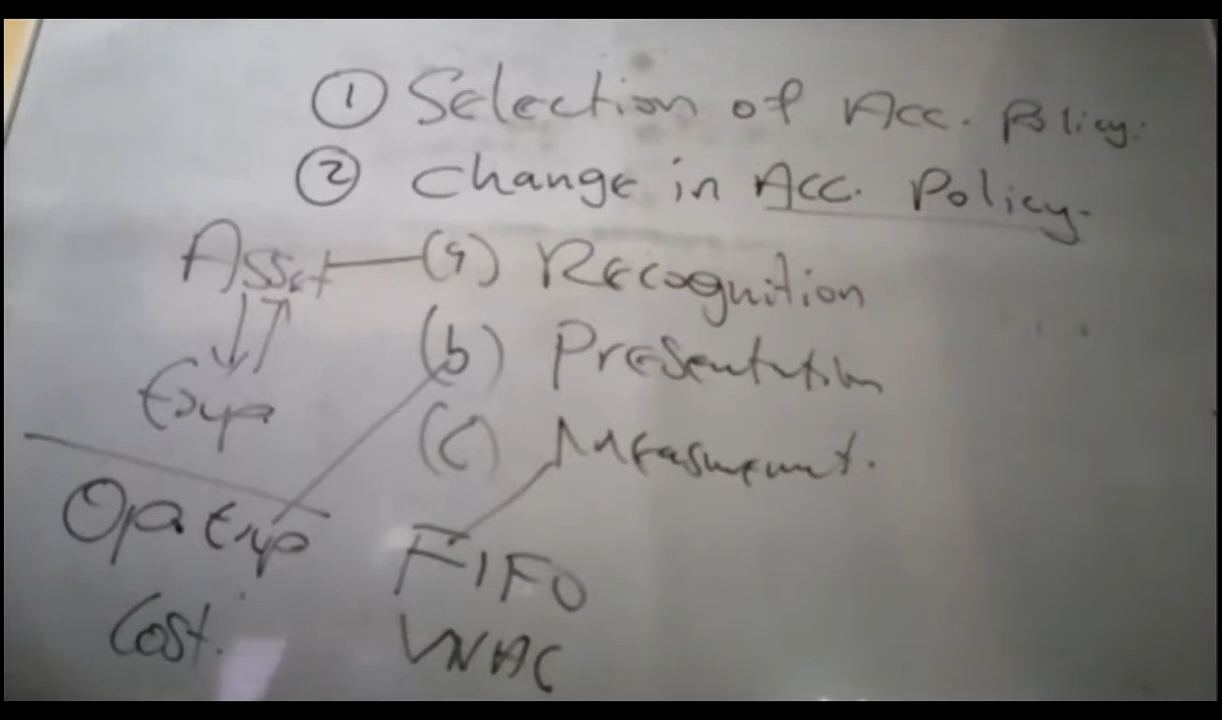 ① Selection of Acc. Policy.
② Change in Acc. Policy.
Asset — (a) Recognition
Exp
(b) Presentation
(c) Measurement.
Ope Exp
Cost.
FIFO
WAC